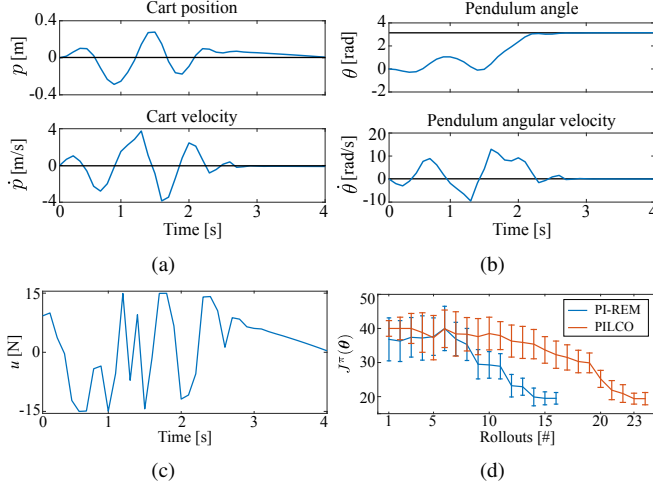 (a) Cart position
0.4
0
-0.4
p [m]
Cart velocity
4
0
-4
ṗ [m/s]
0 1 2 3 4
Time [s]
(a)
(b) Pendulum angle
4
2
0
-2
θ [rad]
Pendulum angular velocity
20
10
0
-10
θ̇ [rad/s]
0 1 2 3 4
Time [s]
(b)
15
0
-15
u [N]
0 1 2 3 4
Time [s]
(c)
50
40
30
20
J^π(θ)
PI-REM
PILCO
1 5 10 15 20 23
Rollouts [#]
(d)